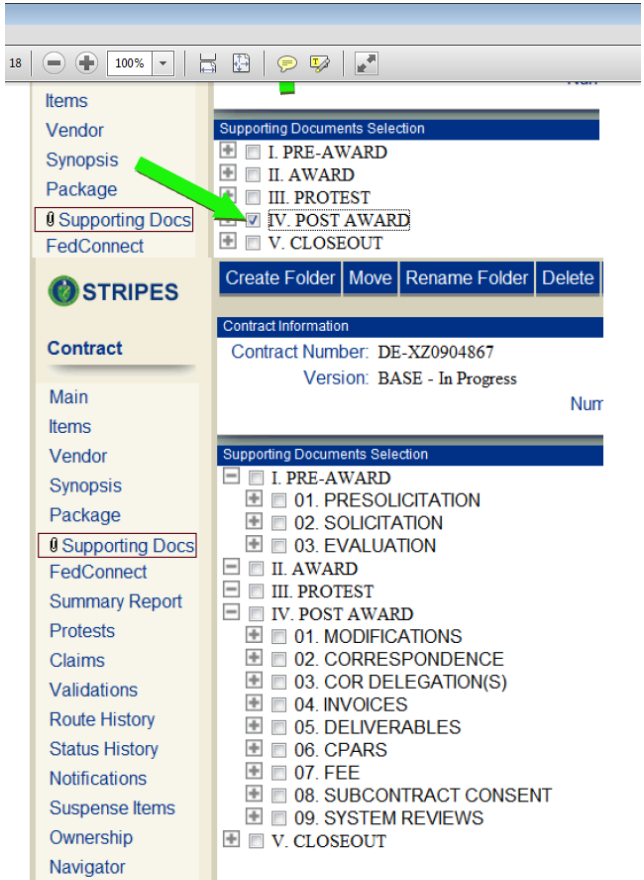 18 100%
Items
Vendor
Synopsis
Package
Supporting Docs
FedConnect
Supporting Documents Selection
I. PRE-AWARD
II. AWARD
III. PROTEST
IV. POST AWARD
V. CLOSEOUT
STRIPES
Contract
Main
Items
Vendor
Synopsis
Package
Supporting Docs
FedConnect
Summary Report
Protests
Claims
Validations
Route History
Status History
Notifications
Suspense Items
Ownership
Navigator
Create Folder Move Rename Folder Delete
Contract Information
Contract Number: DE-XZ0904867
Version: BASE - In Progress
Supporting Documents Selection
I. PRE-AWARD
01. PRESOLICITATION
02. SOLICITATION
03. EVALUATION
II. AWARD
III. PROTEST
IV. POST AWARD
01. MODIFICATIONS
02. CORRESPONDENCE
03. COR DELEGATION(S)
04. INVOICES
05. DELIVERABLES
06. CPARS
07. FEE
08. SUBCONTRACT CONSENT
09. SYSTEM REVIEWS
V. CLOSEOUT